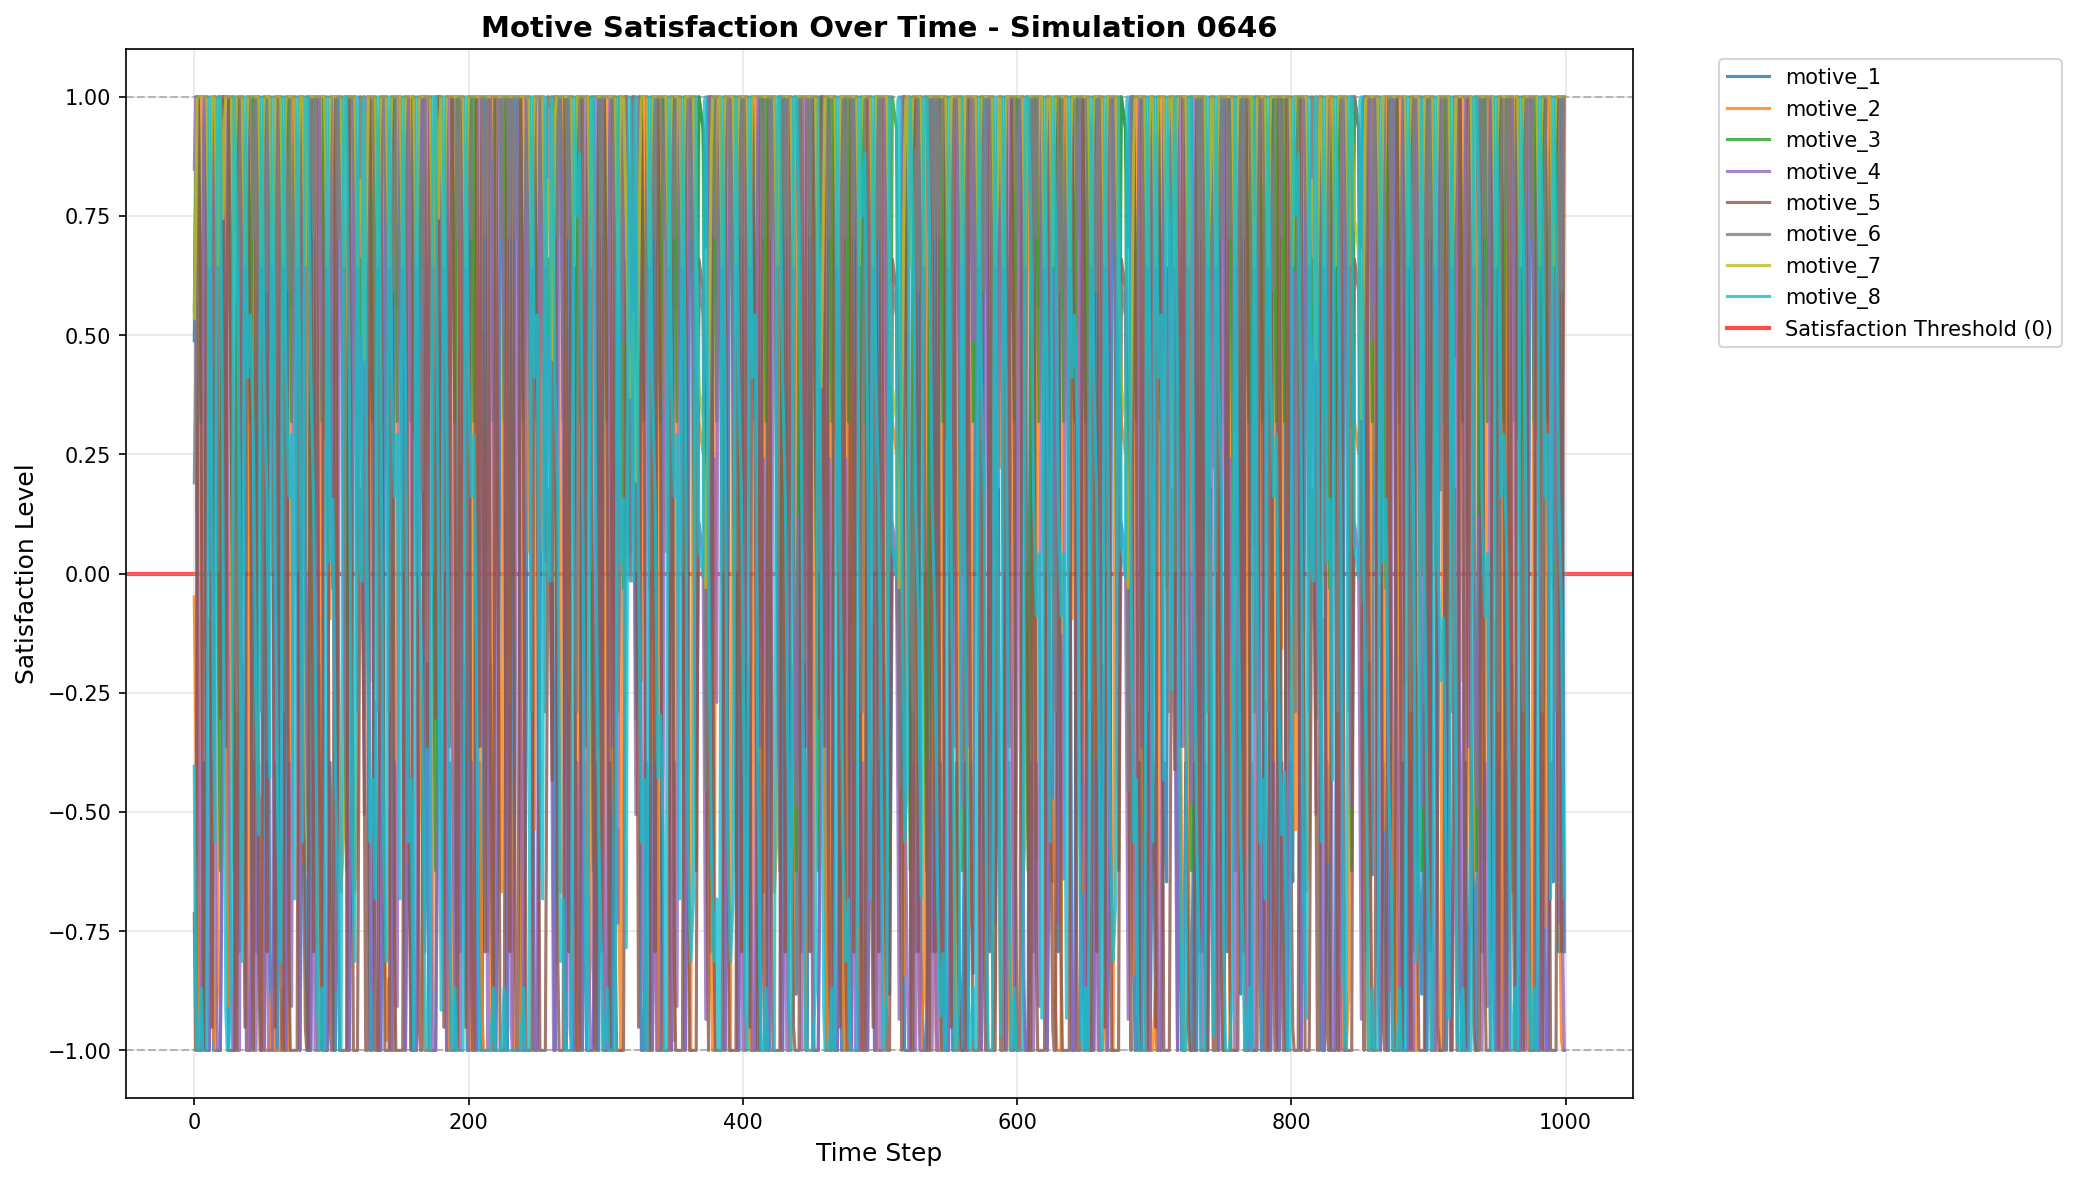 Motive Satisfaction Over Time - Simulation 0646
Satisfaction Level
1.00
0.75
0.50
0.25
0.00
−0.25
−0.50
−0.75
−1.00
0
200
400
600
800
1000
Time Step
motive_1
motive_2
motive_3
motive_4
motive_5
motive_6
motive_7
motive_8
Satisfaction Threshold (0)